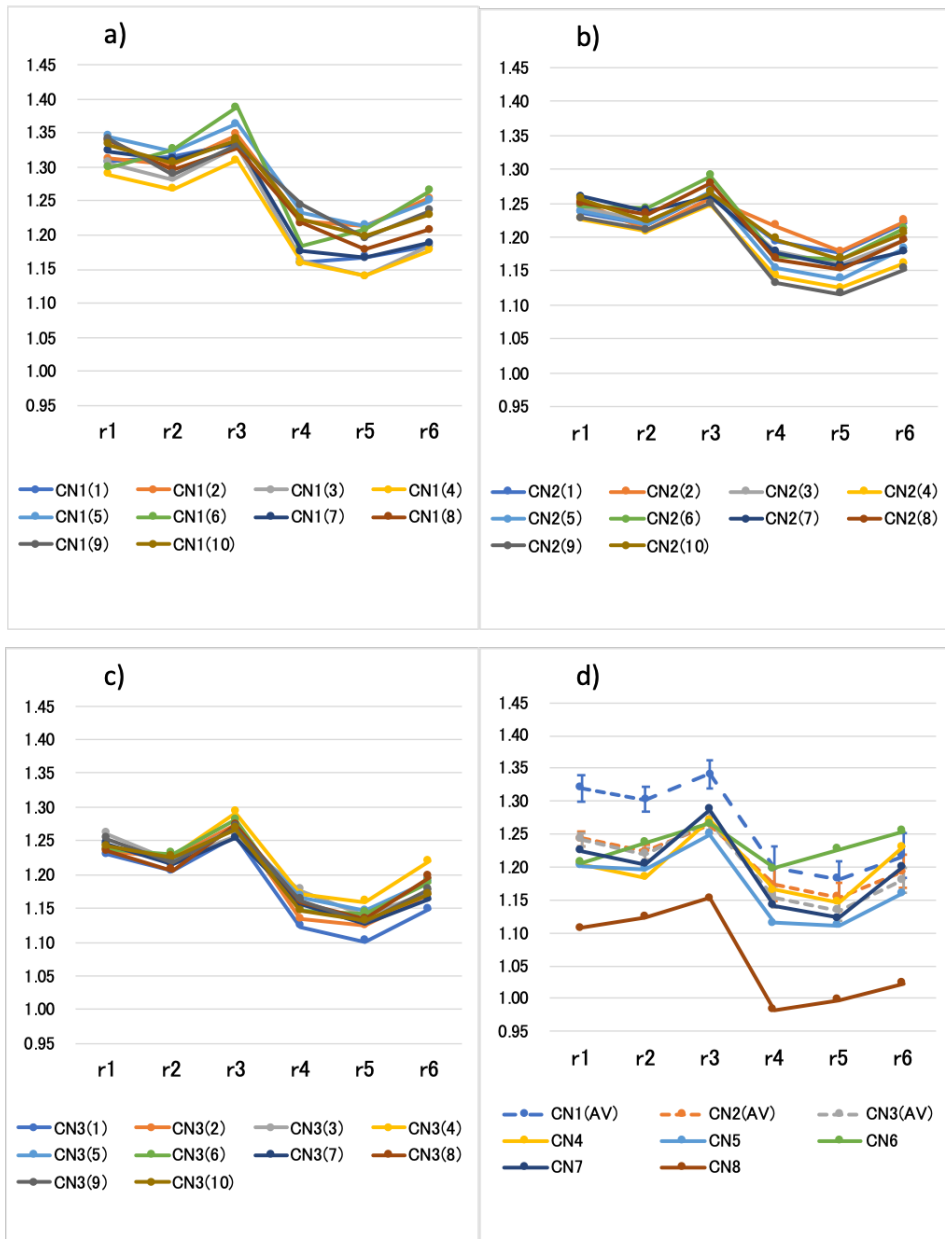 a)
1.45
1.40
1.35
1.30
1.25
1.20
1.15
1.10
1.05
1.00
0.95
r1 r2 r3 r4 r5 r6
CN1(1) CN1(2) CN1(3) CN1(4)
CN1(5) CN1(6) CN1(7) CN1(8)
CN1(9) CN1(10)
b)
1.45
1.40
1.35
1.30
1.25
1.20
1.15
1.10
1.05
1.00
0.95
r1 r2 r3 r4 r5 r6
CN2(1) CN2(2) CN2(3) CN2(4)
CN2(5) CN2(6) CN2(7) CN2(8)
CN2(9) CN2(10)
c)
1.45
1.40
1.35
1.30
1.25
1.20
1.15
1.10
1.05
1.00
0.95
r1 r2 r3 r4 r5 r6
CN3(1) CN3(2) CN3(3) CN3(4)
CN3(5) CN3(6) CN3(7) CN3(8)
CN3(9) CN3(10)
d)
1.45
1.40
1.35
1.30
1.25
1.20
1.15
1.10
1.05
1.00
0.95
r1 r2 r3 r4 r5 r6
CN1(AV) CN2(AV) CN3(AV)
CN4 CN5 CN6
CN7 CN8